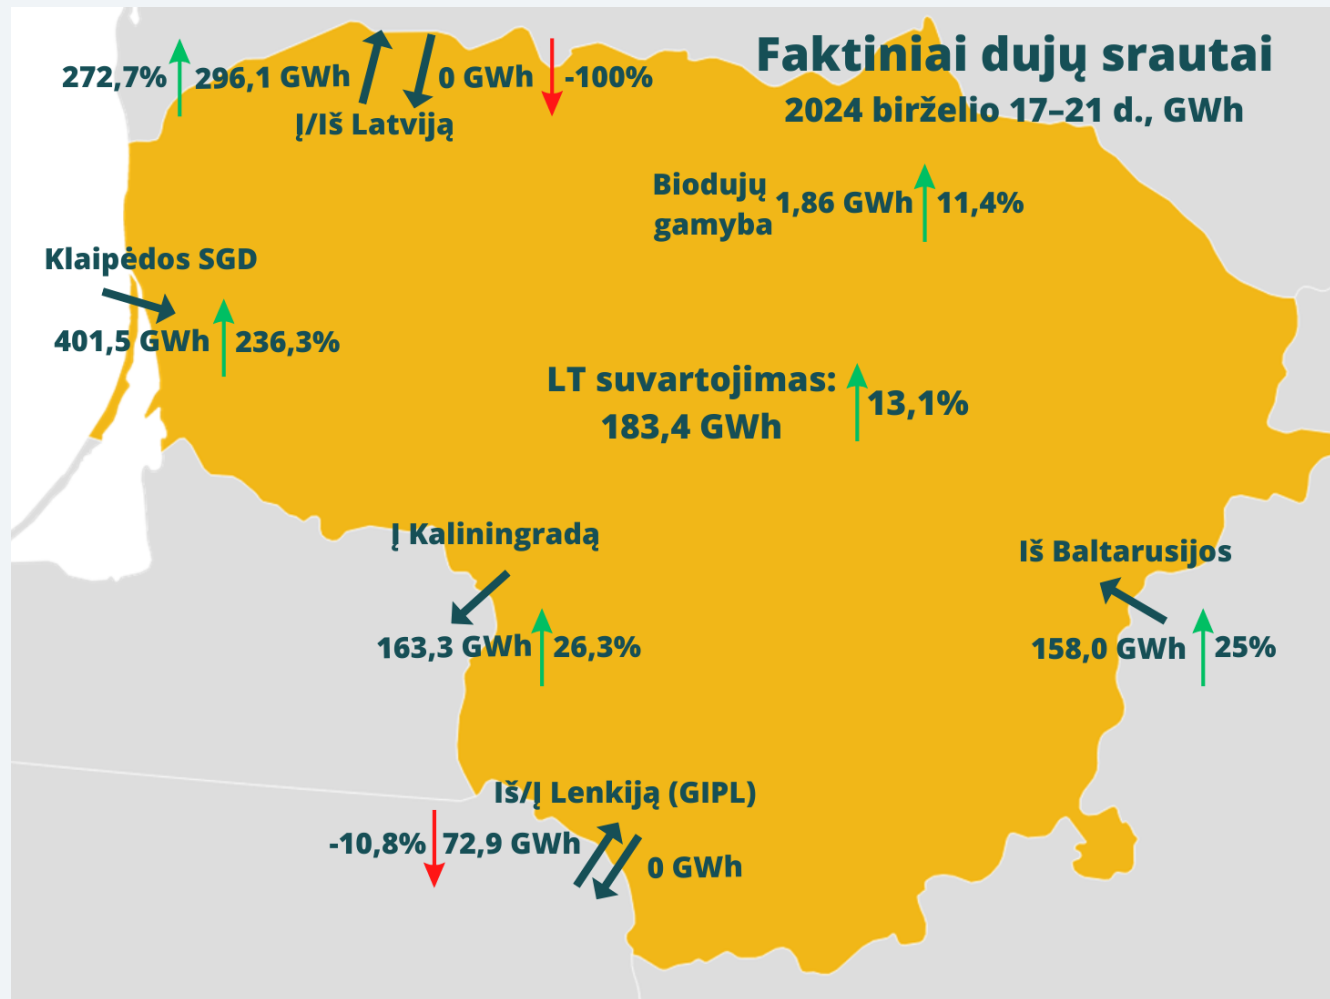 Faktiniai dujų srautai
2024 birželio 17–21 d., GWh
272,7% 296,1 GWh 0 GWh -100%
Į/Iš Latviją
Biodujų
gamyba
1,86 GWh 11,4%
Klaipėdos SGD
401,5 GWh 236,3%
LT suvartojimas:
183,4 GWh
13,1%
Į Kaliningradą
163,3 GWh 26,3%
Iš Baltarusijos
158,0 GWh 25%
Iš/Į Lenkiją (GIPL)
-10,8% 72,9 GWh
0 GWh